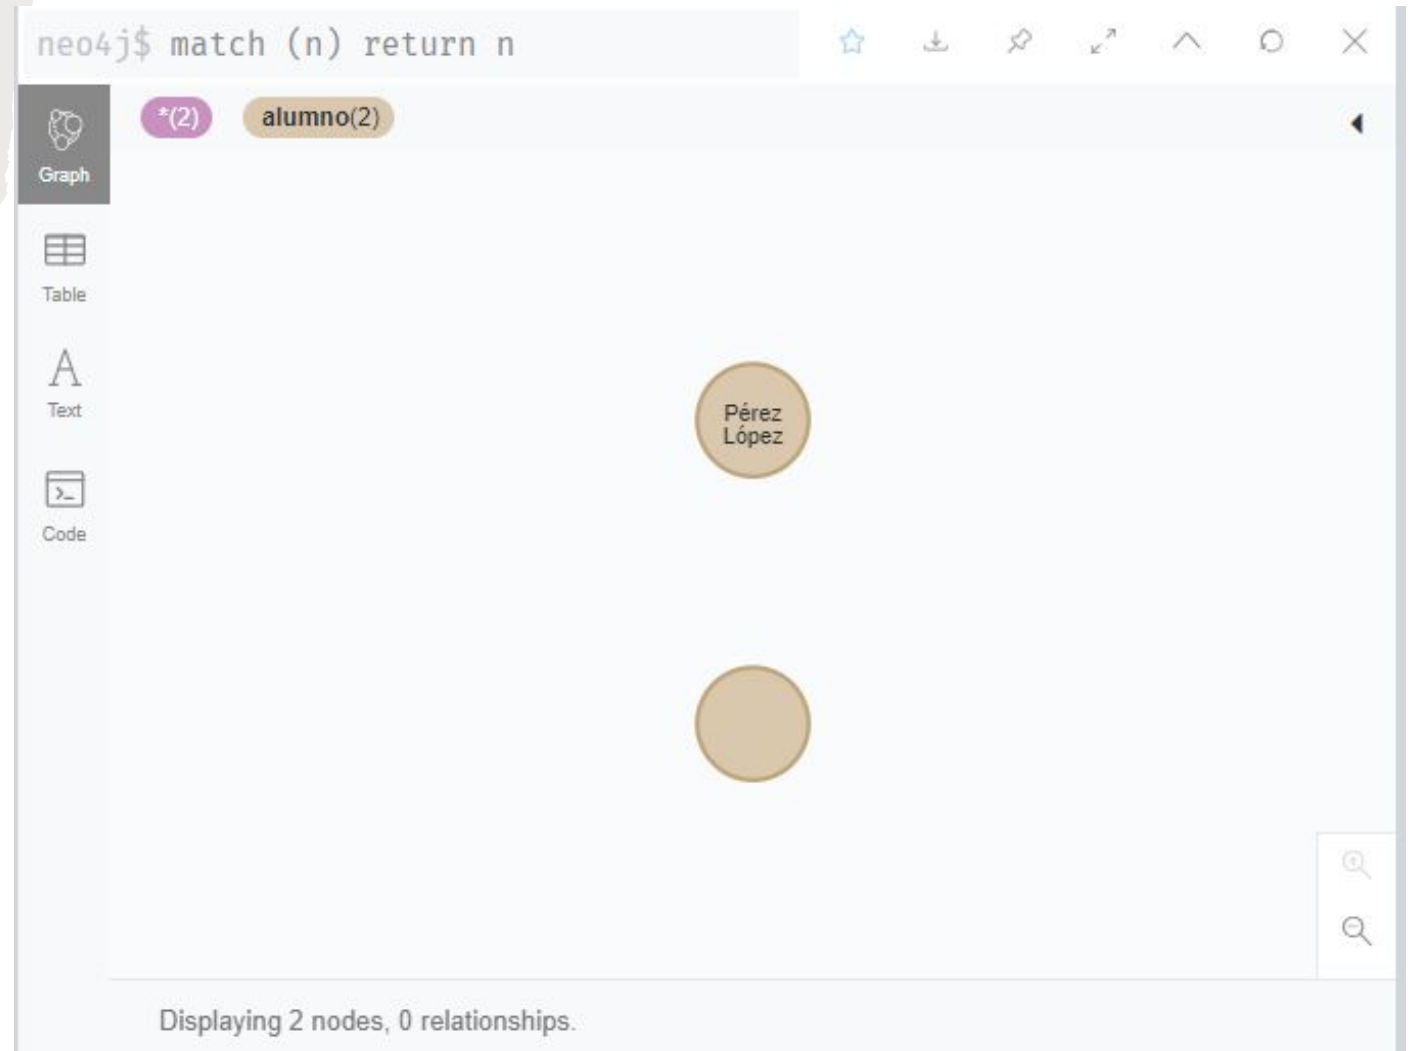 neo4j$ match (n) return n
*(2) alumno(2)
Graph
Table
A
Text
>_
Code
Pérez
López
Displaying 2 nodes, 0 relationships.